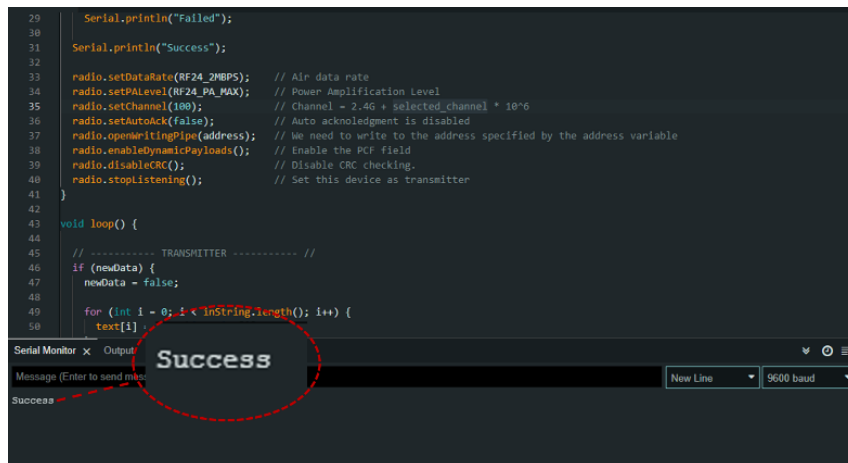 29 Serial.println("Failed");
30
31 Serial.println("Success");
32
33 radio.setDataRate(RF24_2MBPS); // Air data rate
34 radio.setPALevel(RF24_PA_MAX); // Power Amplification Level
35 radio.setChannel(100); // Channel = 2.4G + selected_channel * 10^6
36 radio.setAutoAck(false); // Auto acknoledgment is disabled
37 radio.openWritingPipe(address); // We need to write to the address specified by the address variable
38 radio.enableDynamicPayloads(); // Enable the PCF field
39 radio.disableCRC(); // Disable CRC checking.
40 radio.stopListening(); // Set this device as transmitter
41 }
42
43 void loop() {
44
45 // ----------- TRANSMITTER ----------- //
46 if (newData) {
47 newData = false;
48
49 for (int i = 0; i < inString.length(); i++) {
50 text[i]
Serial Monitor x Output
Success
Message (Enter to send mes
New Line 9600 baud
Success